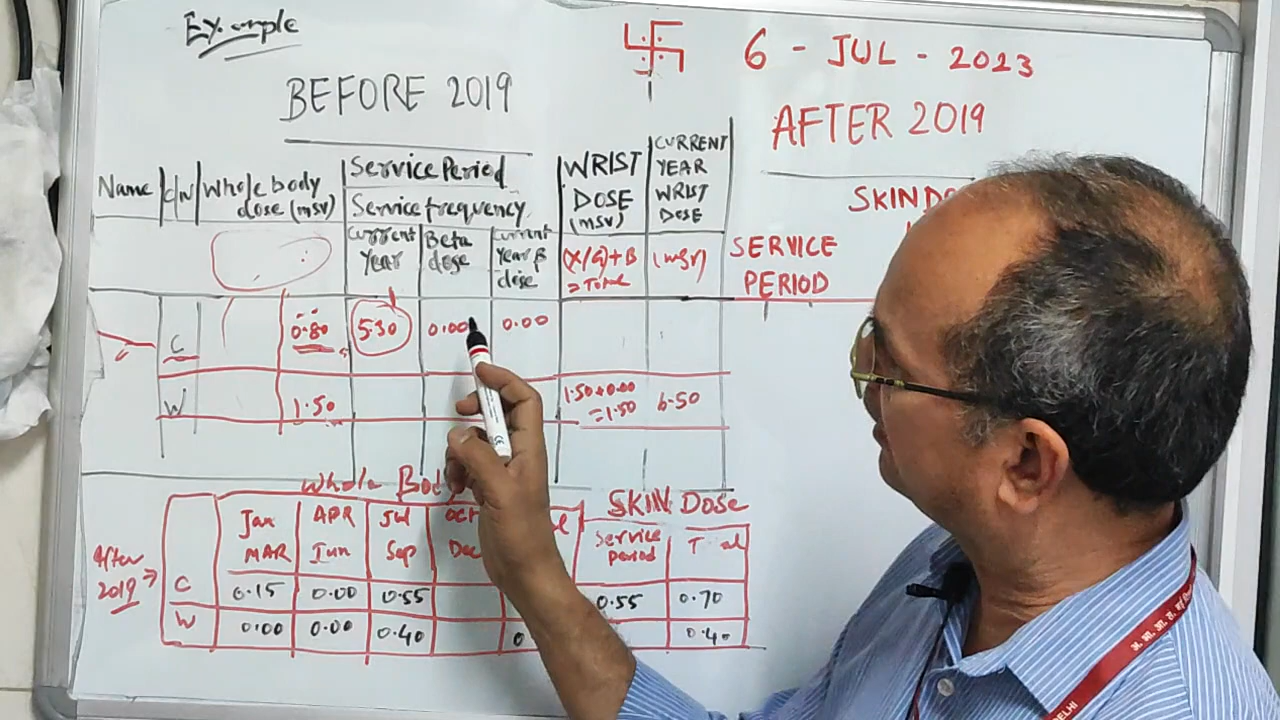 Example
6 - JUL - 2023
BEFORE 2019
AFTER 2019
Name C/W Whole body dose (msv)
Service Period
Service frequency
Current Year
Beta dose
Current Year β dose
WRIST DOSE (msv)
CURRENT YEAR WRIST DOSE
(X/G)+B = Total
(mSv)
SKIN DO
SERVICE PERIOD
C 0.80 5.30 0.00 0.00
W 1.50 1.50+0.00 = 1.50 6.50
Whole Bod
SKIN DOSE
After 2019
Jan MAR
APR Jun
Jul Sep
Oct Dec
Service period
C 0.15 0.00 0.55 0.55 0.70
W 0.00 0.00 0.40 0.40
DELHI